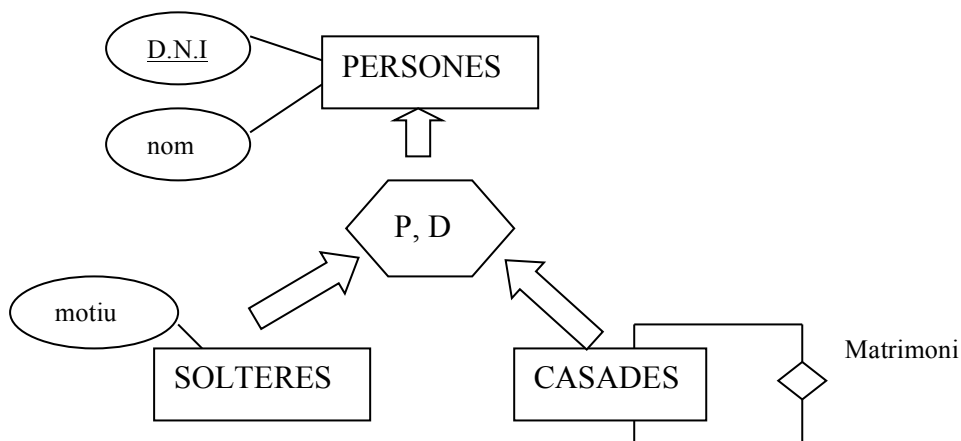 D.N.I
PERSONES
nom
P, D
motiu
SOLTERES
CASADES
Matrimoni